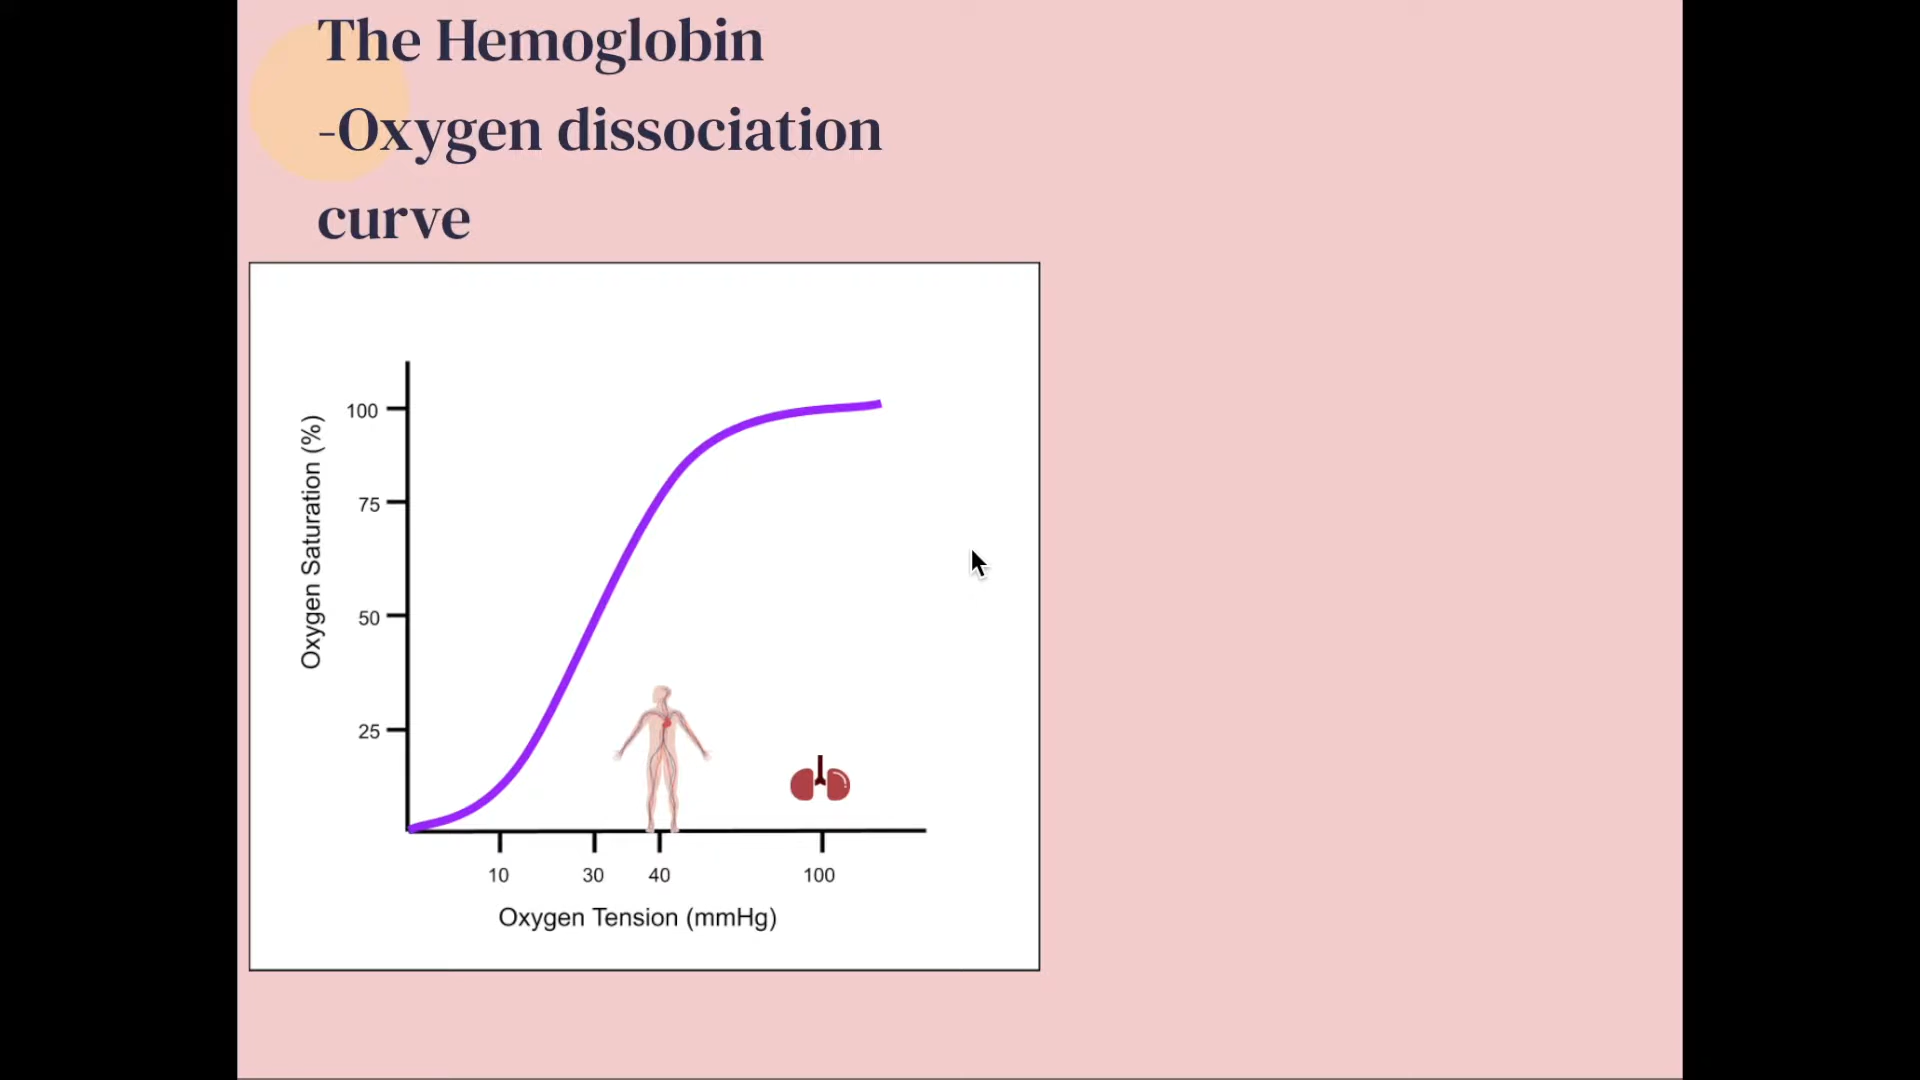 The Hemoglobin
-Oxygen dissociation
curve
Oxygen Saturation (%)
100
75
50
25
10
30
40
100
Oxygen Tension (mmHg)